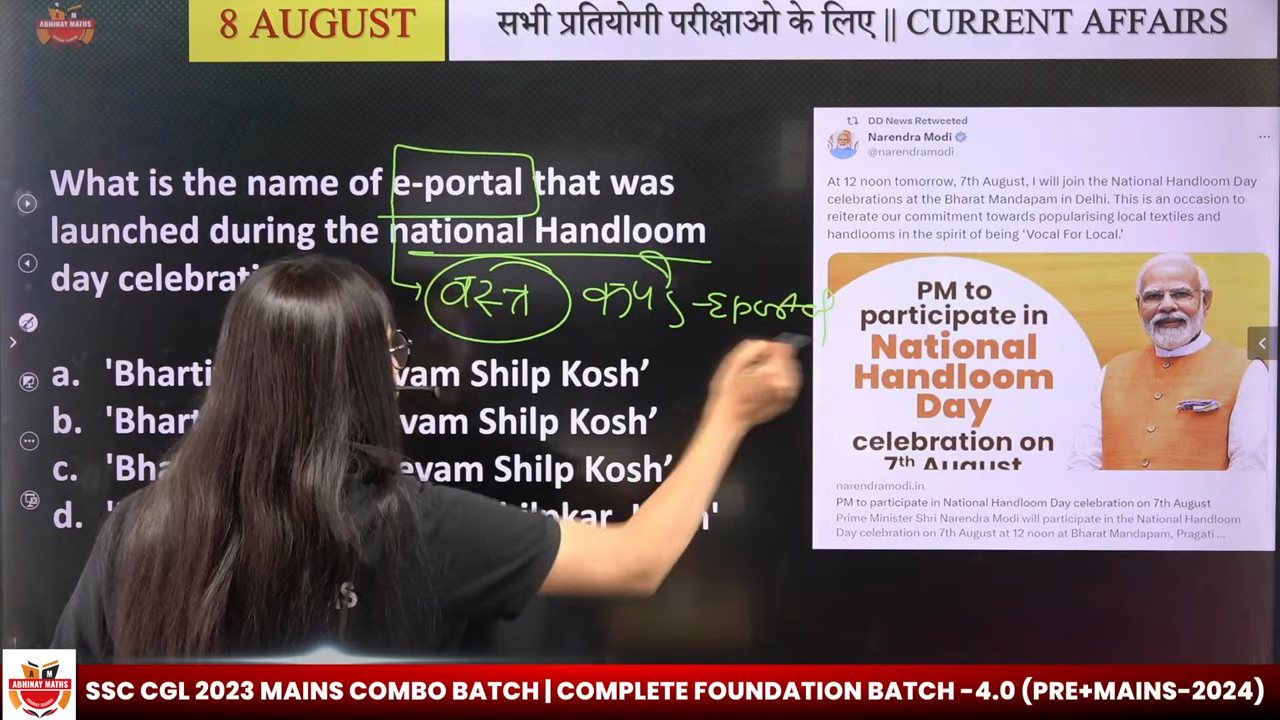 ABHINAY MATHS
8 AUGUST
सभी प्रतियोगी परीक्षाओ के लिए || CURRENT AFFAIRS
What is the name of e-portal that was
launched during the national Handloom
day
वस्त्र कपड़े -Eportal
a. 'Bharti vam Shilp Kosh’
b. 'Bhart vam Shilp Kosh’
c. 'Bha evam Shilp Kosh’
d.
DD News Retweeted
Narendra Modi
@narendramodi
At 12 noon tomorrow, 7th August, I will join the National Handloom Day
celebrations at the Bharat Mandapam in Delhi. This is an occasion to
reiterate our commitment towards popularising local textiles and
handlooms in the spirit of being ‘Vocal For Local.’
PM to
participate in
National
Handloom
Day
celebration on
7th August
narendramodi.in
PM to participate in National Handloom Day celebration on 7th August
Prime Minister Shri Narendra Modi will participate in the National Handloom
Day celebration on 7th August at 12 noon at Bharat Mandapam, Pragati ...
A M
ABHINAY MATHS
SSC CGL 2023 MAINS COMBO BATCH | COMPLETE FOUNDATION BATCH -4.0 (PRE+MAINS-2024)